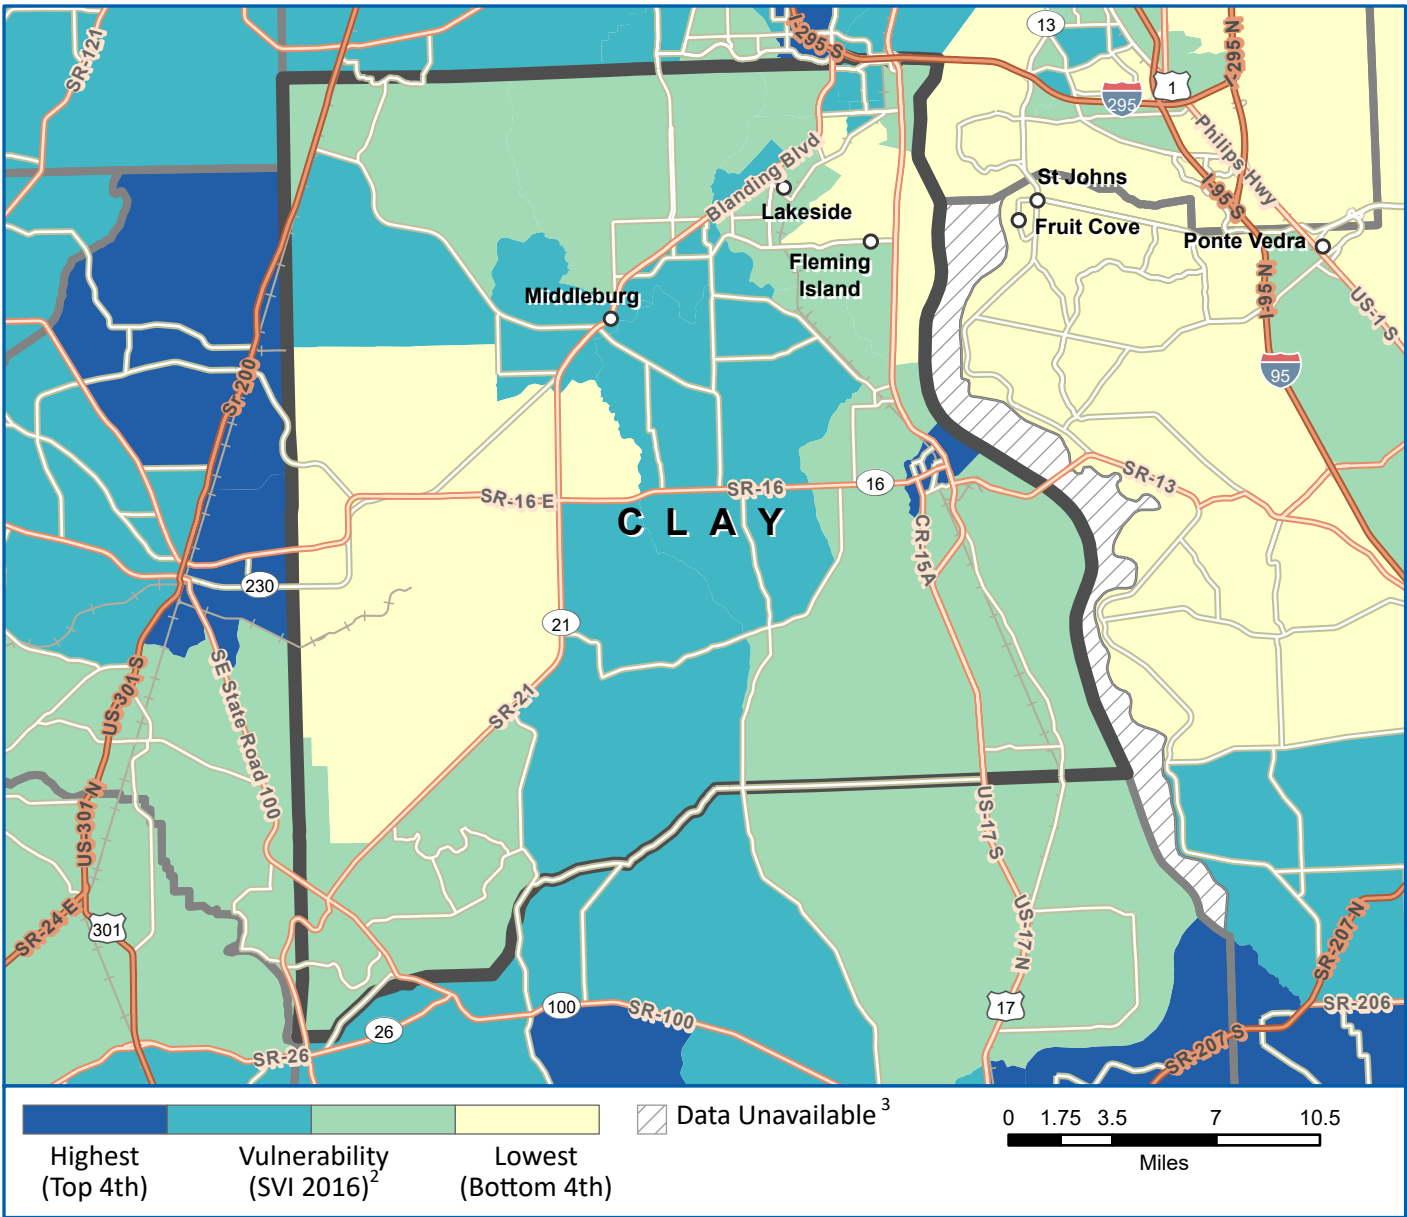 SR-121
I-295 S
13
I-295 N
1
295
Philips Hwy
Blanding Blvd
St Johns
I-95 S
Lakeside
Fruit Cove
Ponte Vedra
Fleming
Island
I-95 N
US-1 S
Middleburg
Sr-200
95
SR-13
SR-16 E
SR-16
16
C L A Y
CR-15A
230
21
SE State Road 100
US-301 S
SR-21
US-301 N
US-17 S
SR-24 E
301
US-17 N
SR-207 N
100
SR-100
17
SR-206
26
SR-26
SR-207 S
Data Unavailable 3
0 1.75 3.5 7 10.5
Miles
Highest
(Top 4th)
Vulnerability
(SVI 2016)2
Lowest
(Bottom 4th)